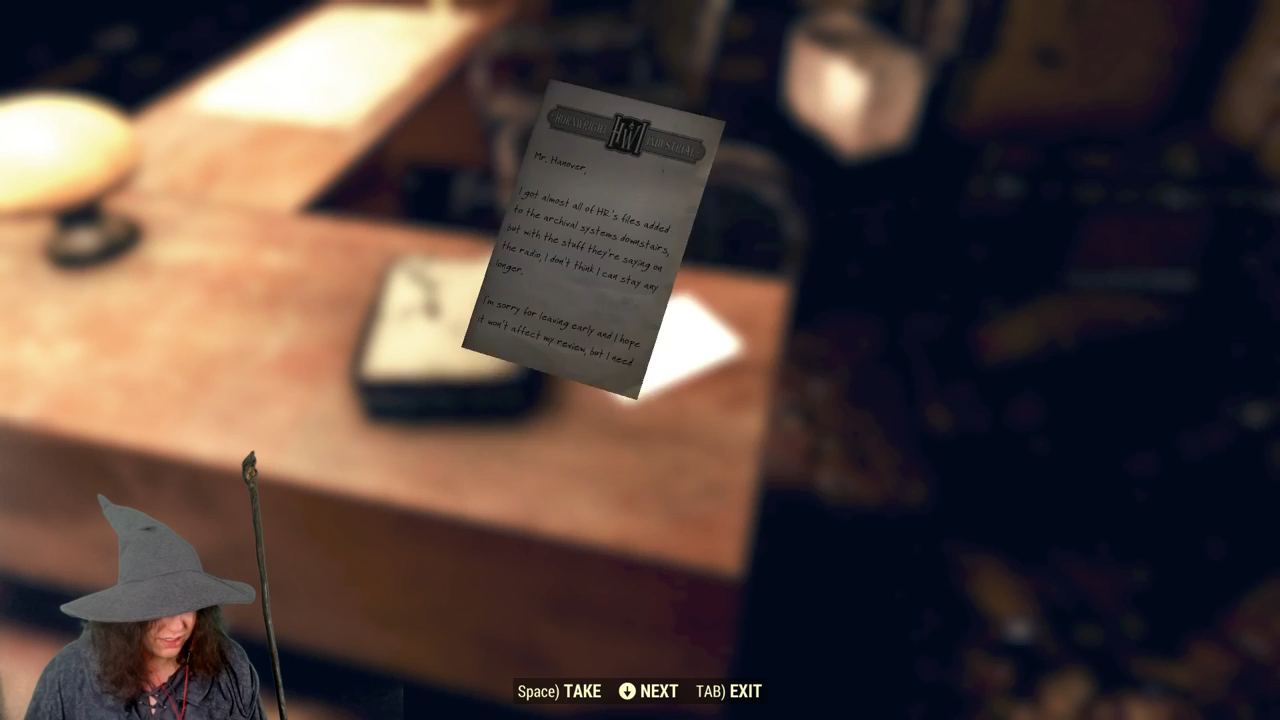 HORNWRIGHT HWI INDUSTRIAL
Mr. Hanover,
I got almost all of HR's files added
to the archival systems downstairs,
but with the stuff they're saying on
the radio, I don't think I can stay any
longer.
I'm sorry for leaving early and I hope
it won't affect my review, but I need
Space) TAKE NEXT TAB) EXIT